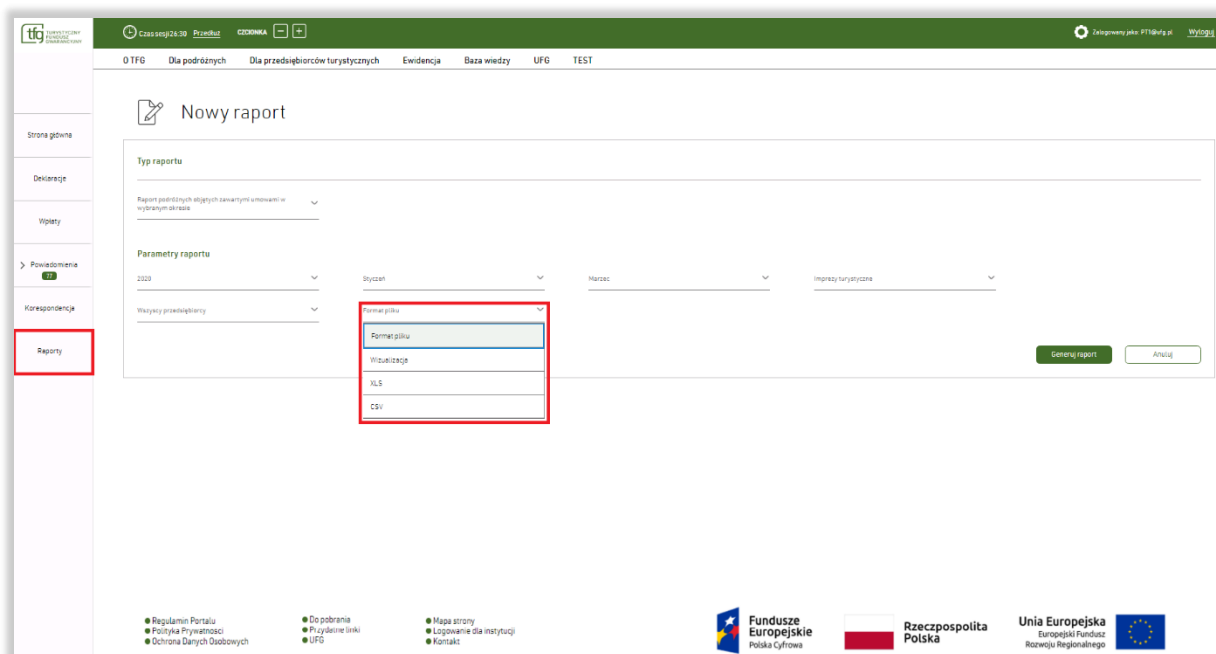 tfg TURYSTYCZNY
FUNDUSZ
GWARANCYJNY
Czas sesji 26:30 Przedłuż CZCIONKA − +
Zalogowany jako: PT1@ufg.pl Wyloguj
O TFG Dla podróżnych Dla przedsiębiorców turystycznych Ewidencja Baza wiedzy UFG TEST
Strona główna
Deklaracje
Wpłaty
Powiadomienia
77
Korespondencja
Raporty
Nowy raport
Typ raportu
Raport podróżnych objętych zawartymi umowami w
wybranym okresie
Parametry raportu
2020 Styczeń Marzec Imprezy turystyczne
Wszyscy przedsiębiorcy Format pliku
Format pliku
Wizualizacja
XLS
CSV
Generuj raport Anuluj
Regulamin Portalu
Polityka Prywatnosci
Ochrona Danych Osobowych
Do pobrania
Przydatne linki
UFG
Mapa strony
Logowanie dla instytucji
Kontakt
Fundusze
Europejskie
Polska Cyfrowa
Rzeczpospolita
Polska
Unia Europejska
Europejski Fundusz
Rozwoju Regionalnego